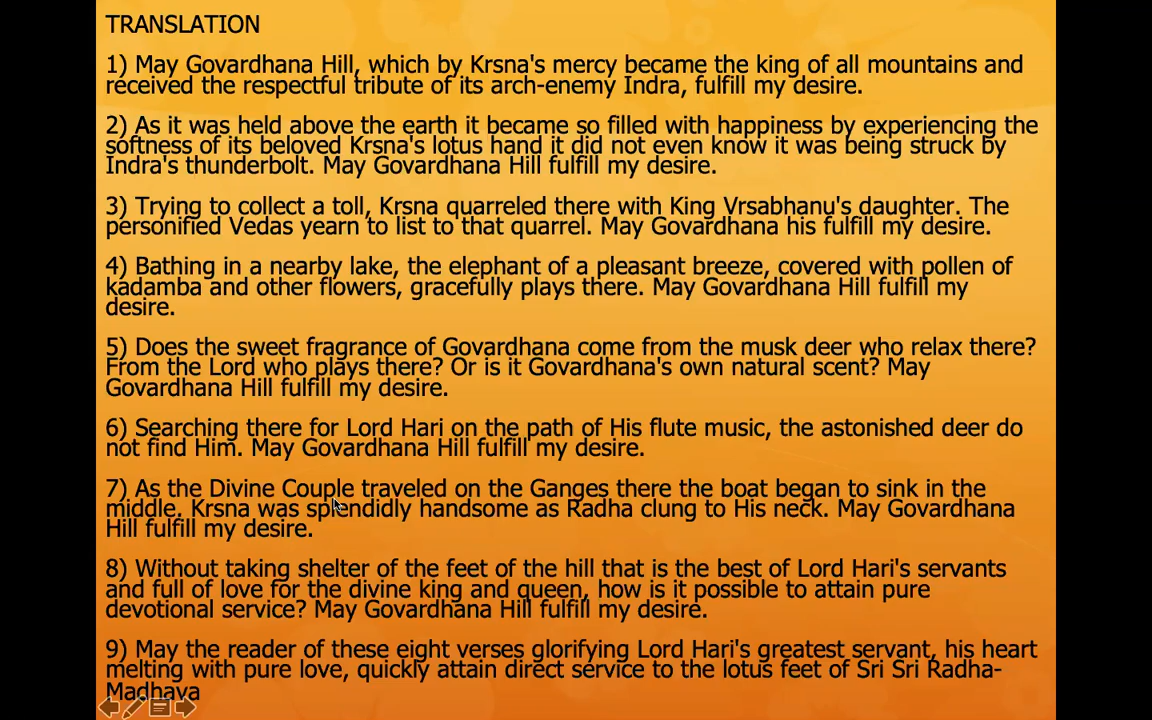 TRANSLATION
1) May Govardhana Hill, which by Krsna's mercy became the king of all mountains and
received the respectful tribute of its arch-enemy Indra, fulfill my desire.
2) As it was held above the earth it became so filled with happiness by experiencing the
softness of its beloved Krsna's lotus hand it did not even know it was being struck by
Indra's thunderbolt. May Govardhana Hill fulfill my desire.
3) Trying to collect a toll, Krsna quarreled there with King Vrsabhanu's daughter. The
personified Vedas yearn to list to that quarrel. May Govardhana his fulfill my desire.
4) Bathing in a nearby lake, the elephant of a pleasant breeze, covered with pollen of
kadamba and other flowers, gracefully plays there. May Govardhana Hill fulfill my
desire.
5) Does the sweet fragrance of Govardhana come from the musk deer who relax there?
From the Lord who plays there? Or is it Govardhana's own natural scent? May
Govardhana Hill fulfill my desire.
6) Searching there for Lord Hari on the path of His flute music, the astonished deer do
not find Him. May Govardhana Hill fulfill my desire.
7) As the Divine Couple traveled on the Ganges there the boat began to sink in the
middle. Krsna was splendidly handsome as Radha clung to His neck. May Govardhana
Hill fulfill my desire.
8) Without taking shelter of the feet of the hill that is the best of Lord Hari's servants
and full of love for the divine king and queen, how is it possible to attain pure
devotional service? May Govardhana Hill fulfill my desire.
9) May the reader of these eight verses glorifying Lord Hari's greatest servant, his heart
melting with pure love, quickly attain direct service to the lotus feet of Sri Sri Radha-
Madhava